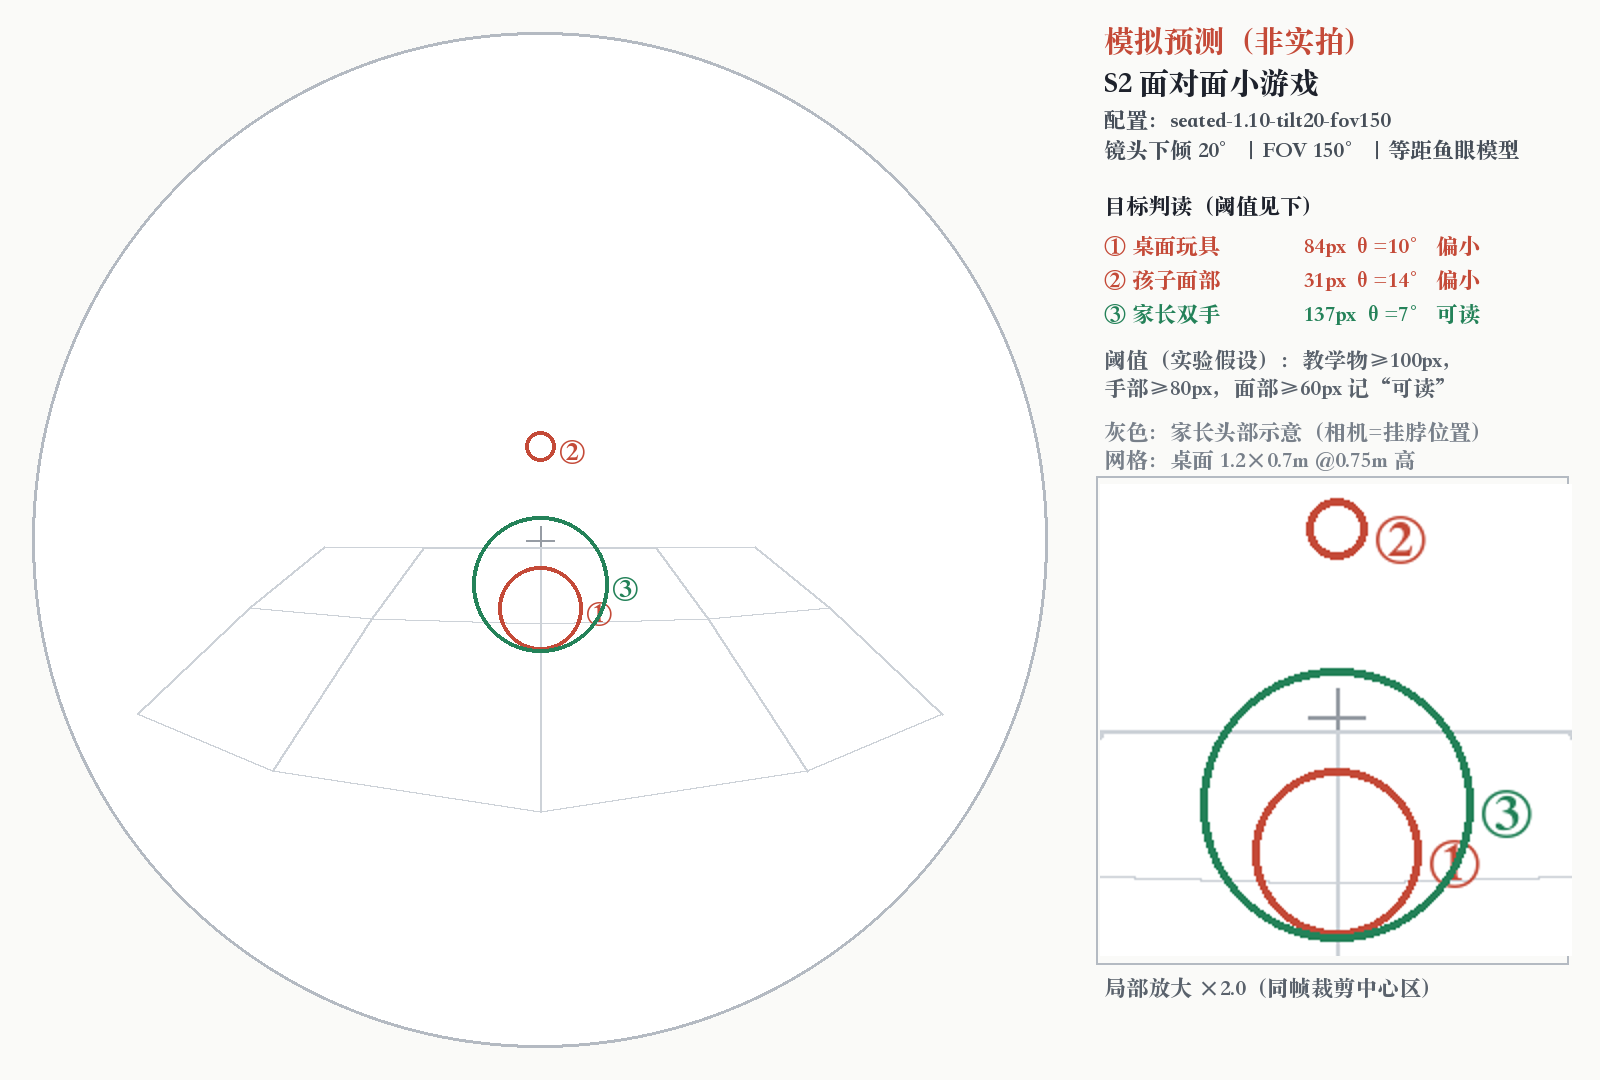 ②
③
①
模拟预测（非实拍）
S2 面对面小游戏
配置：seated-1.10-tilt20-fov150
镜头下倾 20° ｜FOV 150° ｜等距鱼眼模型
目标判读（阈值见下）
① 桌面玩具 84px θ=10° 偏小
② 孩子面部 31px θ=14° 偏小
③ 家长双手 137px θ=7° 可读
阈值（实验假设）：教学物≥100px，
手部≥80px，面部≥60px 记“可读”
灰色：家长头部示意（相机=挂脖位置）
网格：桌面 1.2×0.7m @0.75m 高
②
③
①
局部放大 ×2.0（同帧裁剪中心区）